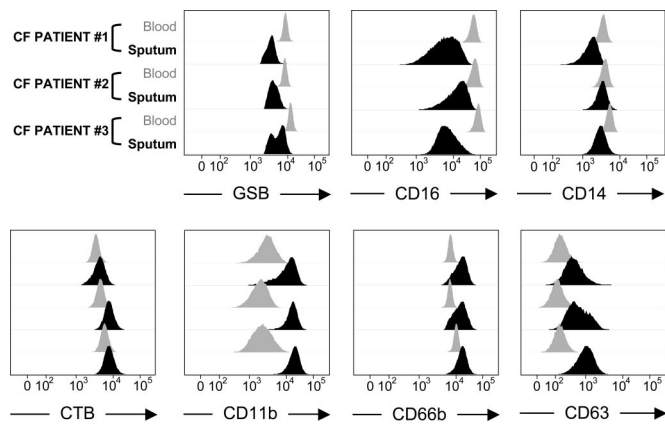 CF PATIENT #1
Blood
Sputum
CF PATIENT #2
Blood
Sputum
CF PATIENT #3
Blood
Sputum
0 10² 10³ 10⁴ 10⁵
0 10² 10³ 10⁴ 10⁵
0 10² 10³ 10⁴ 10⁵
GSB
CD16
CD14
0 10² 10³ 10⁴ 10⁵
0 10² 10³ 10⁴ 10⁵
0 10² 10³ 10⁴ 10⁵
0 10² 10³ 10⁴ 10⁵
CTB
CD11b
CD66b
CD63